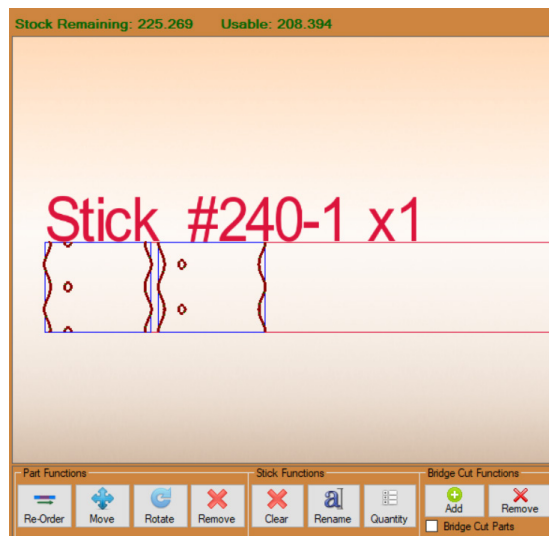 Stock Remaining: 225.269 Usable: 208.394
Stick #240-1 x1
Part Functions Stick Functions Bridge Cut Functions
Re-Order Move Rotate Remove Clear Rename Quantity Add Remove
Bridge Cut Parts